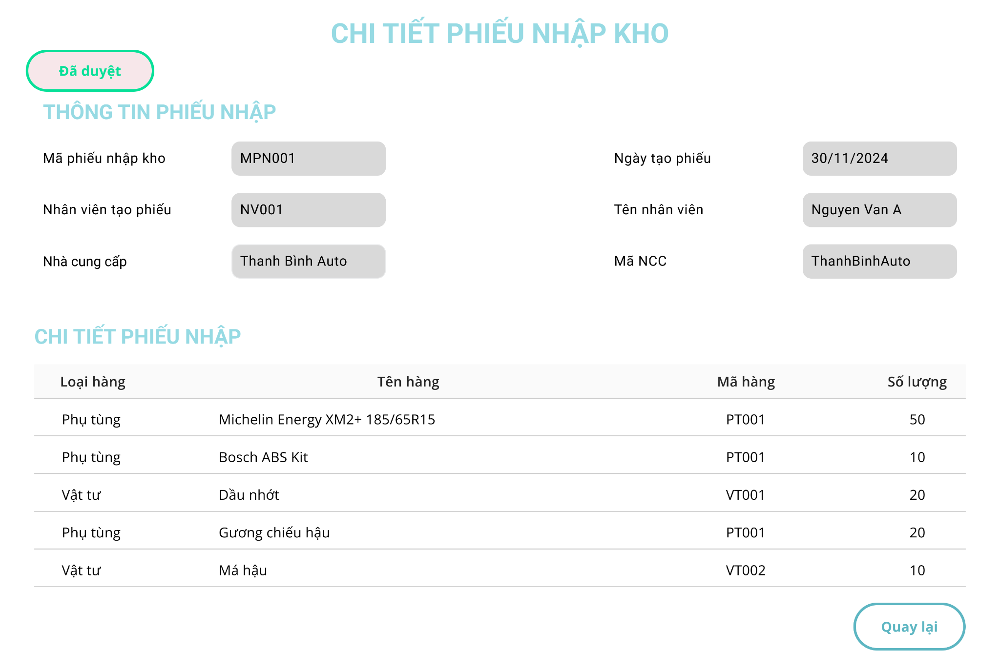 CHI TIẾT PHIẾU NHẬP KHO
Đã duyệt
THÔNG TIN PHIẾU NHẬP
Mã phiếu nhập kho MPN001 Ngày tạo phiếu 30/11/2024
Nhân viên tạo phiếu NV001 Tên nhân viên Nguyen Van A
Nhà cung cấp Thanh Bình Auto Mã NCC ThanhBinhAuto
CHI TIẾT PHIẾU NHẬP
Loại hàng Tên hàng Mã hàng Số lượng
Phụ tùng Michelin Energy XM2+ 185/65R15 PT001 50
Phụ tùng Bosch ABS Kit PT001 10
Vật tư Dầu nhớt VT001 20
Phụ tùng Gương chiếu hậu PT001 20
Vật tư Má hậu VT002 10
Quay lại